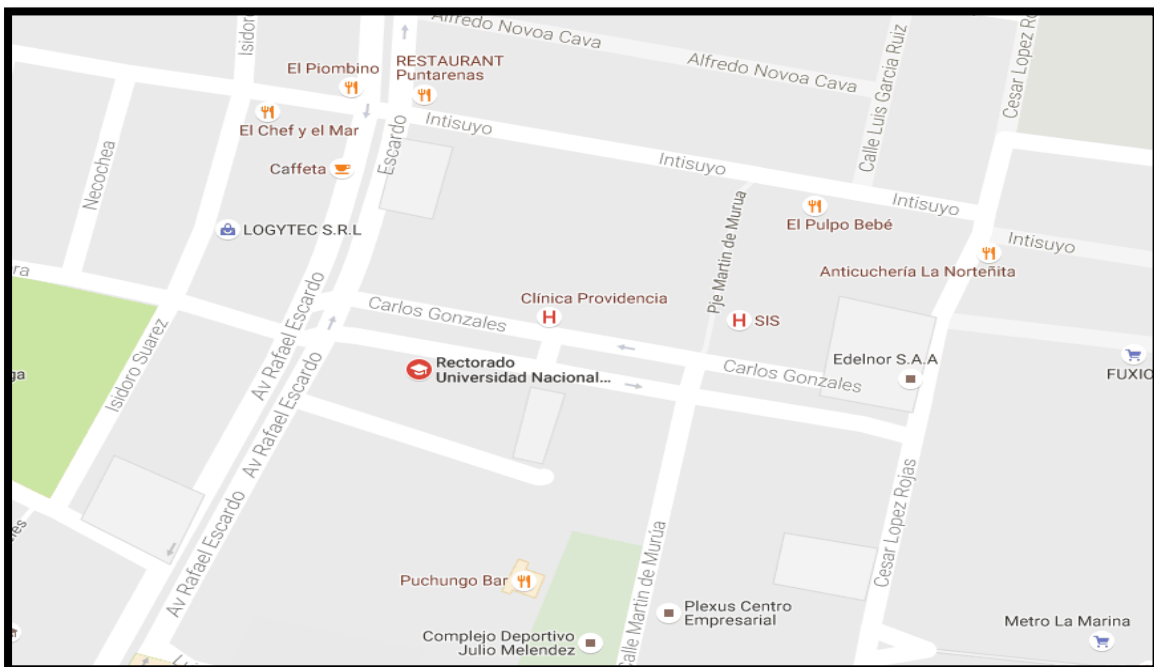 Alfredo Novoa Cava
Isidoro
Alfredo Novoa Cava
Calle Luis Garcia Ruiz
Cesar Lopez Ro
El Piombino
RESTAURANT
Puntarenas
El Chef y el Mar
Intisuyo
Escardo
Necochea
Caffeta
Intisuyo
Intisuyo
Intisuyo
El Pulpo Bebé
LOGYTEC S.R.L
Pje Martin de Murua
Anticuchería La Norteñita
ra
Av Rafael Escardo
Carlos Gonzales
Clínica Providencia
H
H SIS
Isidoro Suarez
Edelnor S.A.A
Carlos Gonzales
FUXIO
ga
Rectorado
Universidad Nacional...
Av Rafael Escardo
Cesar Lopez Rojas
Av Rafael Escardo
les
Calle Martin de Murúa
Puchungo Bar
Plexus Centro
Empresarial
Metro La Marina
Complejo Deportivo
Julio Melendez